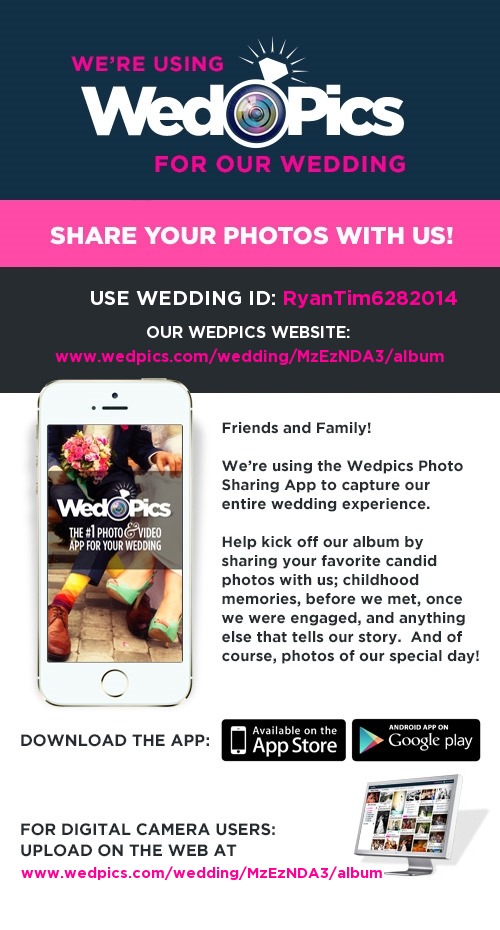 WE'RE USING
WedPics
FOR OUR WEDDING
SHARE YOUR PHOTOS WITH US!
USE WEDDING ID: RyanTim6282014
OUR WEDPICS WEBSITE:
www.wedpics.com/wedding/MzEzNDA3/album
WedPics
THE #1 PHOTO & VIDEO
APP FOR YOUR WEDDING
Friends and Family!
We're using the Wedpics Photo
Sharing App to capture our
entire wedding experience.
Help kick off our album by
sharing your favorite candid
photos with us; childhood
memories, before we met, once
we were engaged, and anything
else that tells our story.  And of
course, photos of our special day!
DOWNLOAD THE APP:
Available on the
App Store
ANDROID APP ON
Google play
FOR DIGITAL CAMERA USERS:
UPLOAD ON THE WEB AT
www.wedpics.com/wedding/MzEzNDA3/album